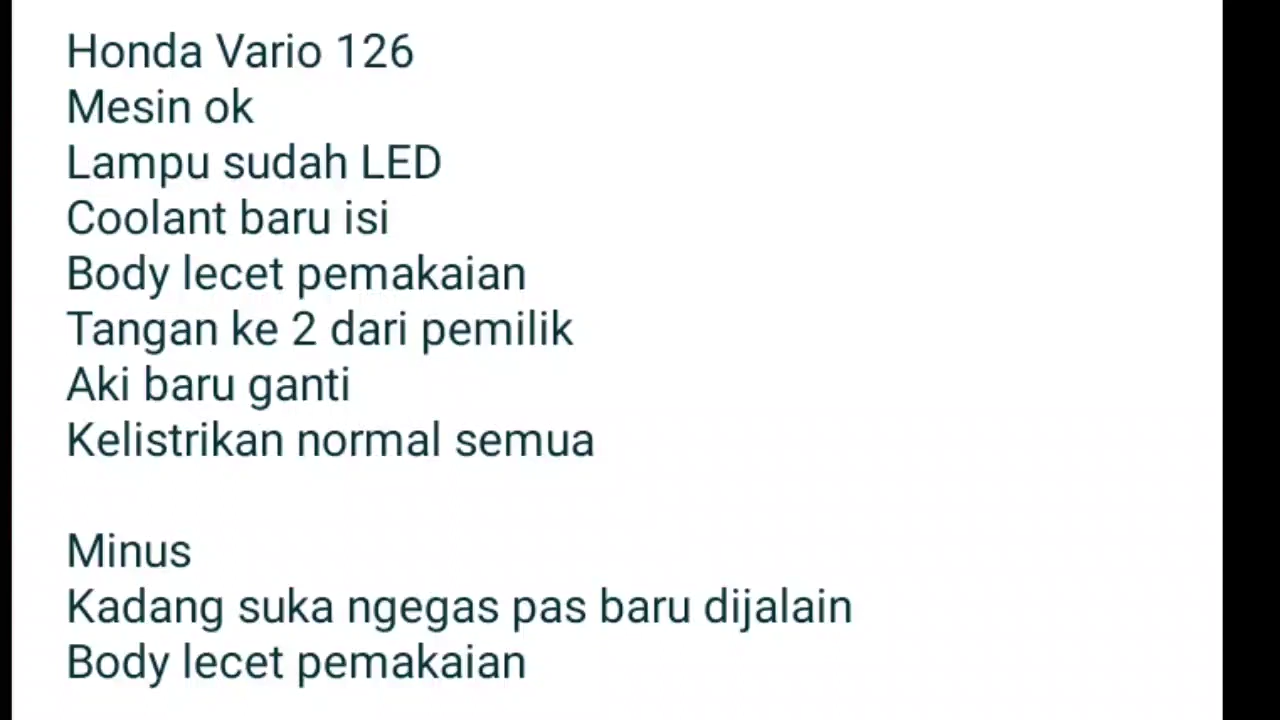 Honda Vario 126
Mesin ok
Lampu sudah LED
Coolant baru isi
Body lecet pemakaian
Tangan ke 2 dari pemilik
Aki baru ganti
Kelistrikan normal semua
Minus
Kadang suka ngegas pas baru dijalain
Body lecet pemakaian